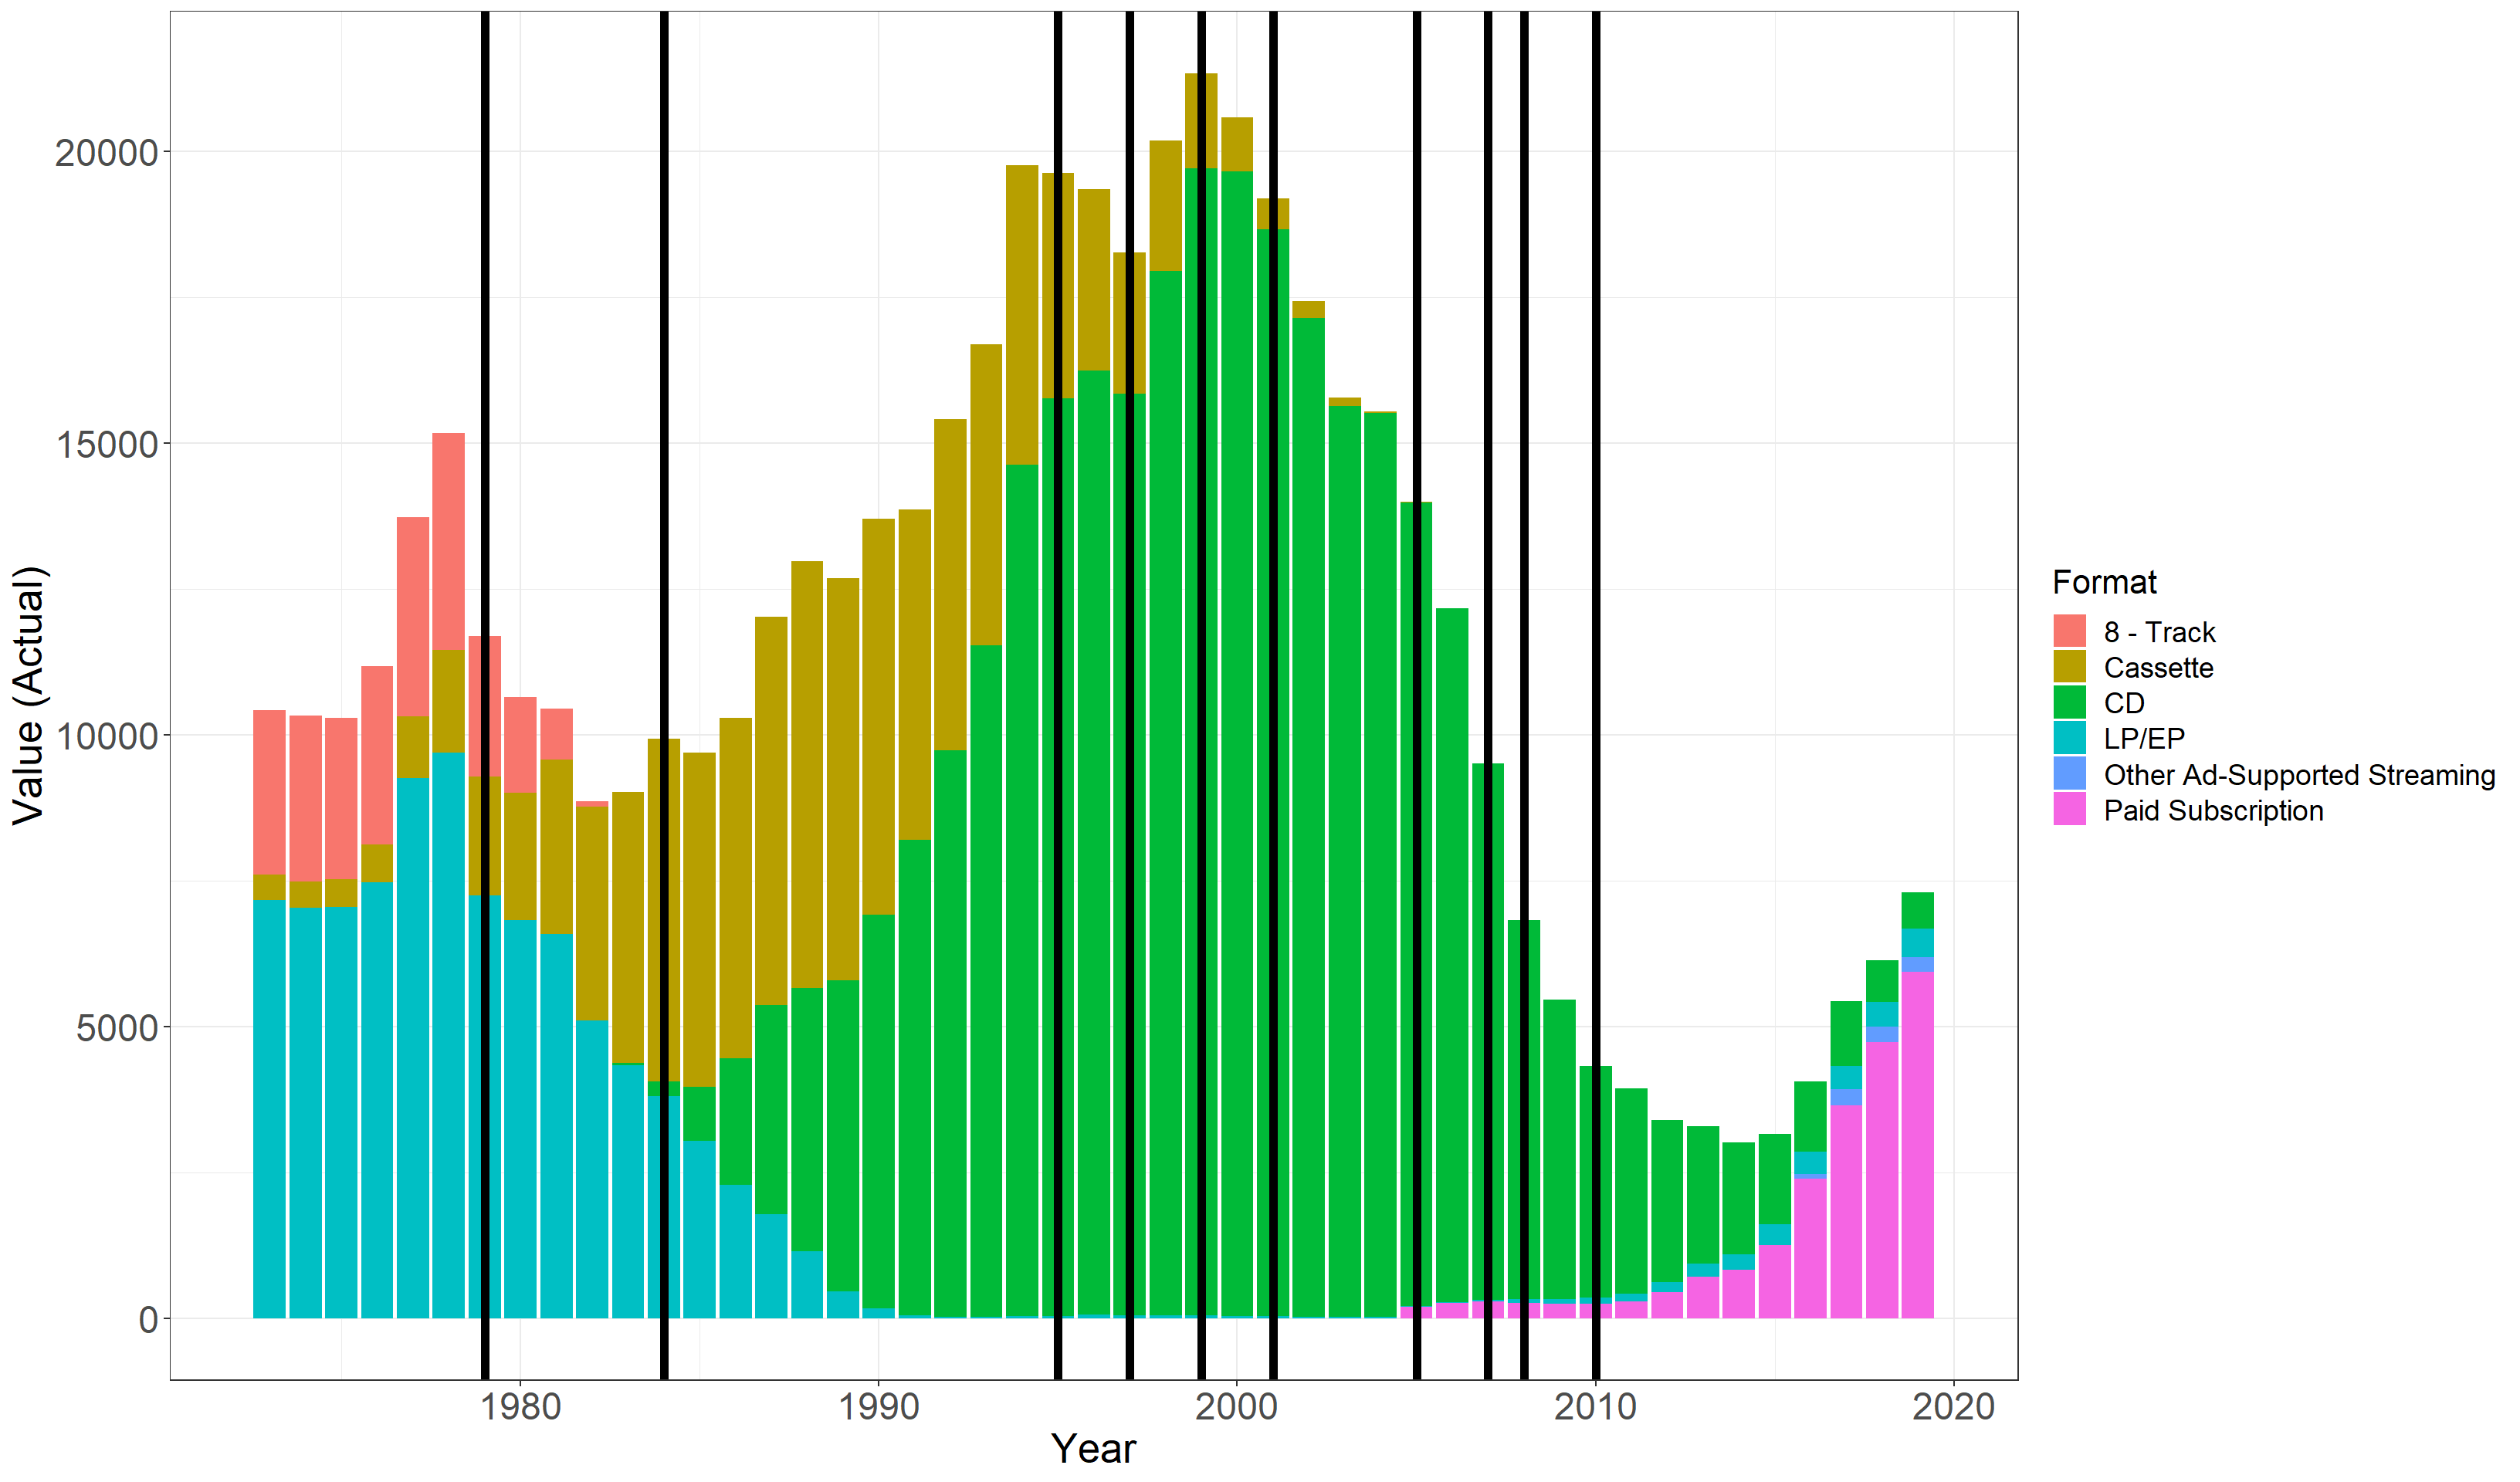 Value (Actual)
20000
15000
10000
5000
0
1980
1990
2000
2010
2020
Year
Format
8 - Track
Cassette
CD
LP/EP
Other Ad-Supported Streaming
Paid Subscription